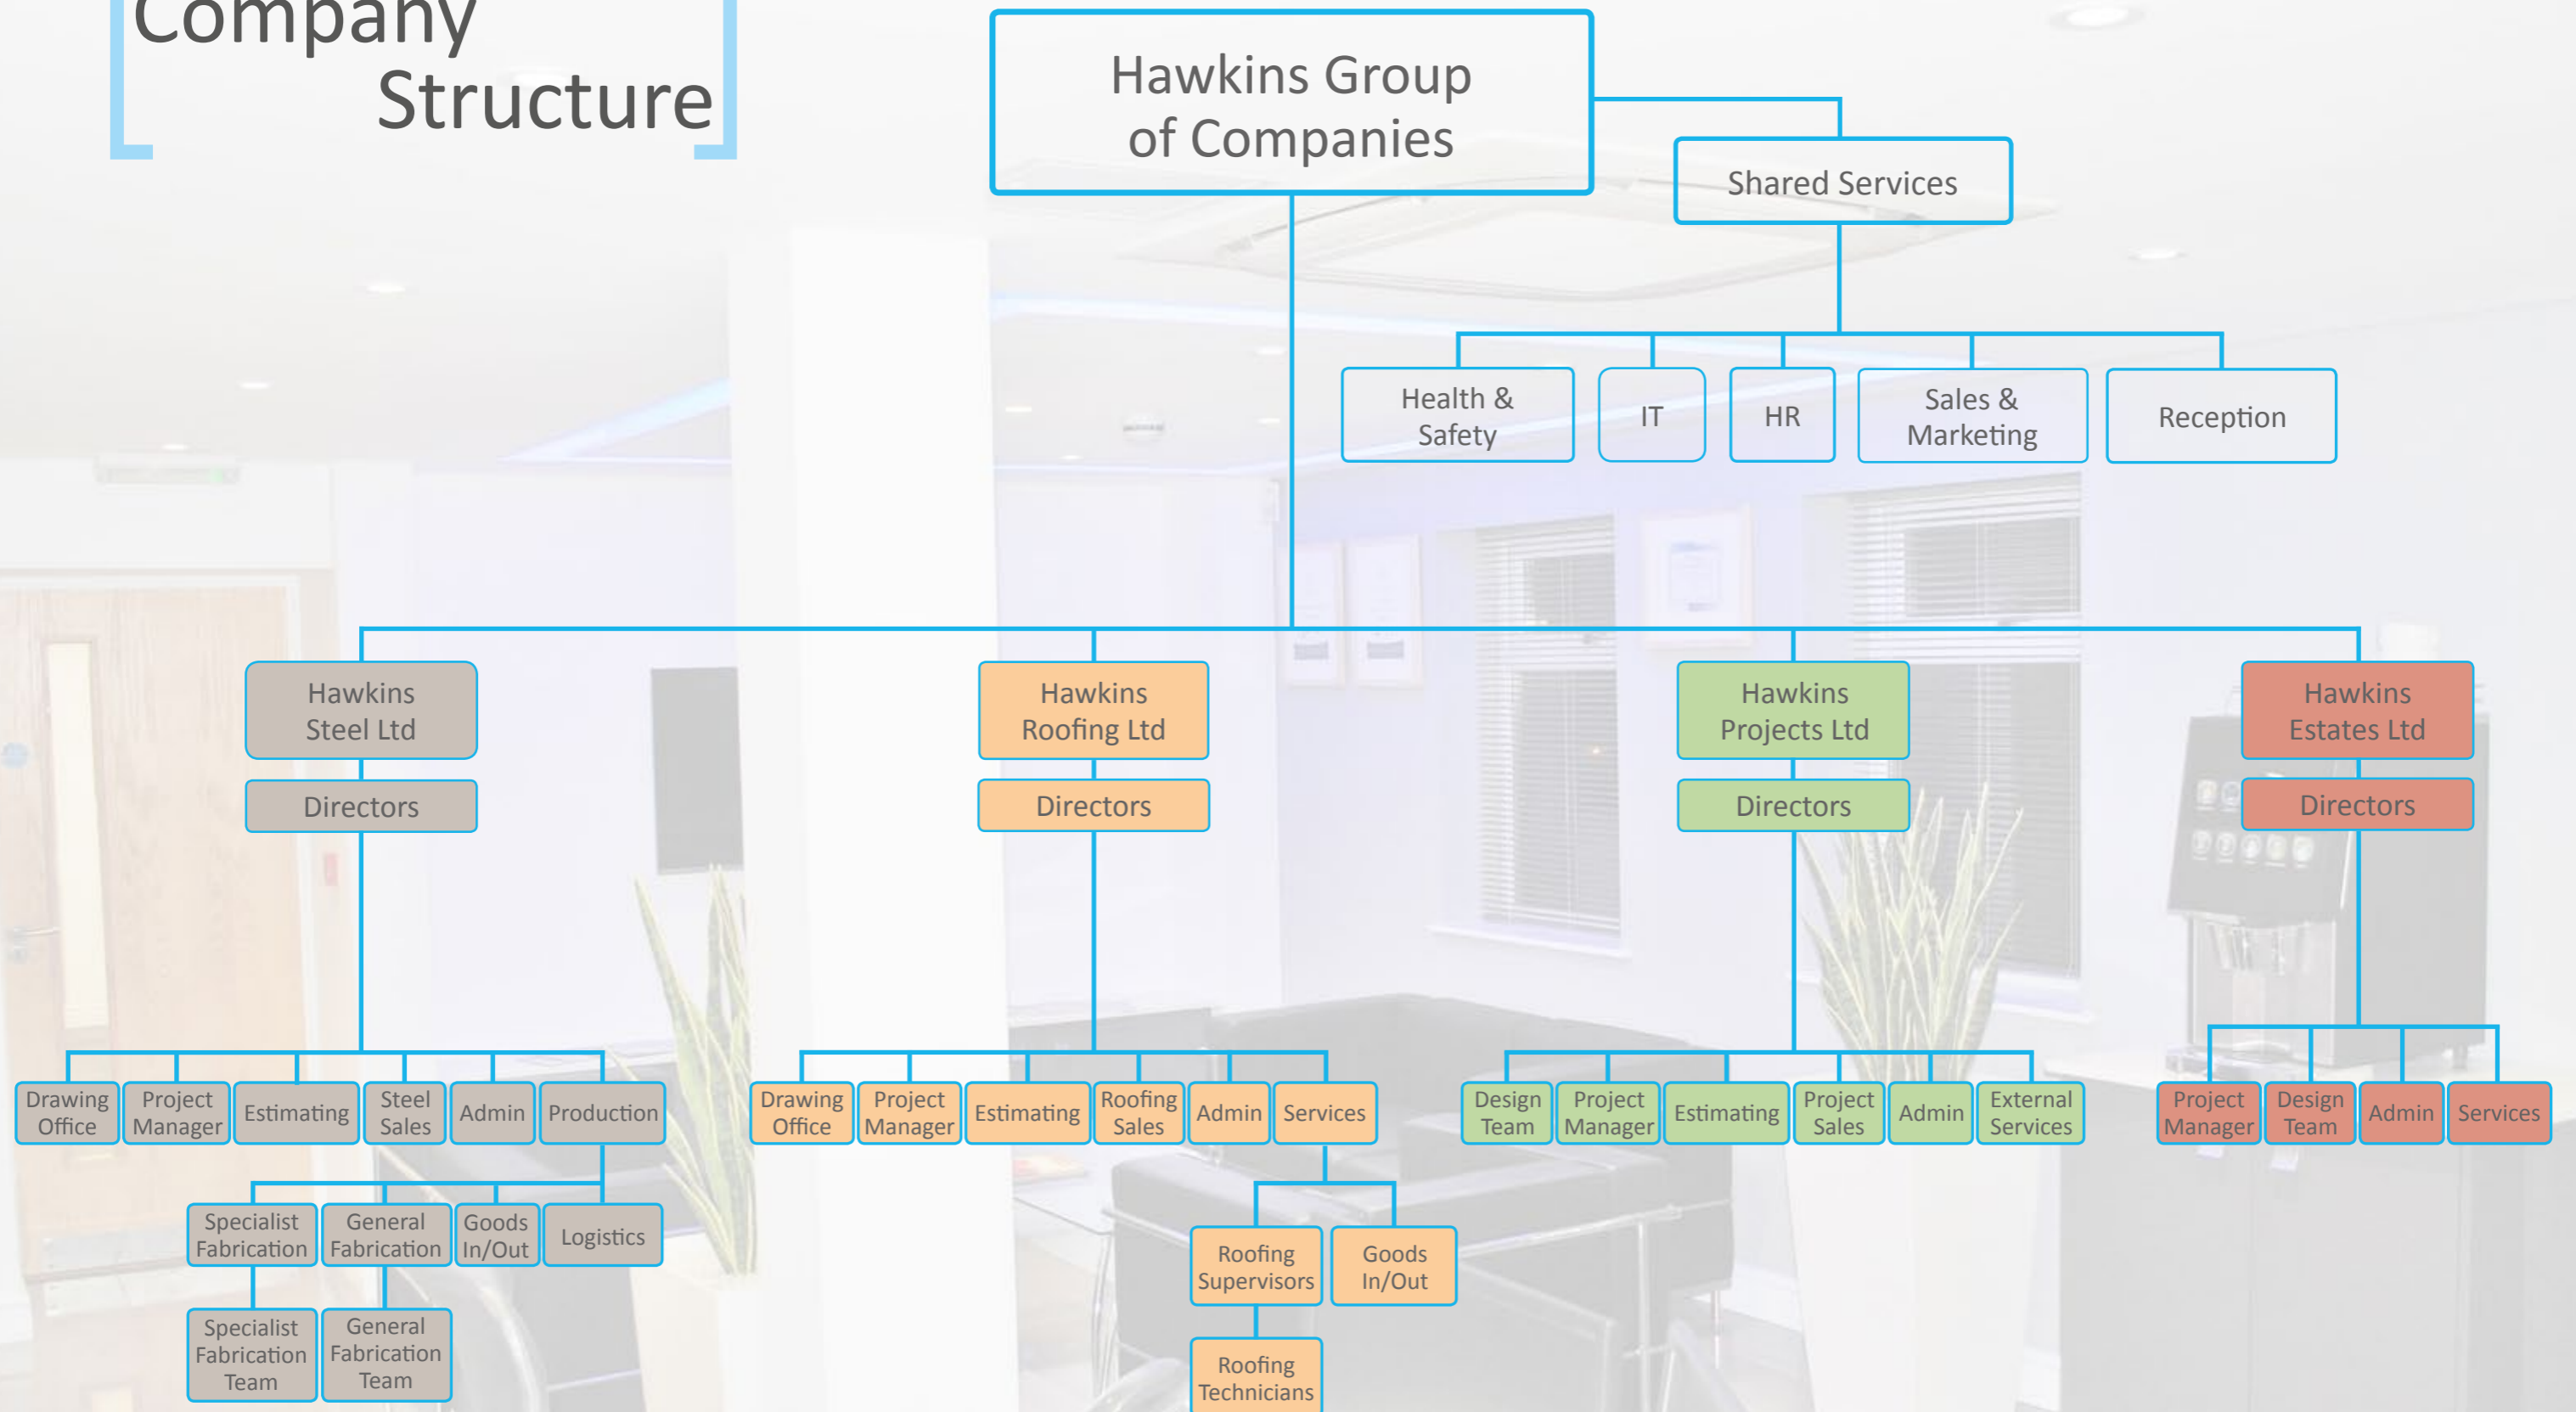 Company
Structure
Hawkins Group
of Companies
Shared Services
Health &
Safety
IT
HR
Sales &
Marketing
Reception
Hawkins
Steel Ltd
Directors
Hawkins
Roofing Ltd
Directors
Hawkins
Projects Ltd
Directors
Hawkins
Estates Ltd
Directors
Drawing
Office
Project
Manager
Estimating
Steel
Sales
Admin
Production
Specialist
Fabrication
General
Fabrication
Goods
In/Out
Logistics
Specialist
Fabrication
Team
General
Fabrication
Team
Drawing
Office
Project
Manager
Estimating
Roofing
Sales
Admin
Services
Roofing
Supervisors
Goods
In/Out
Roofing
Technicians
Design
Team
Project
Manager
Estimating
Project
Sales
Admin
External
Services
Project
Manager
Design
Team
Admin
Services